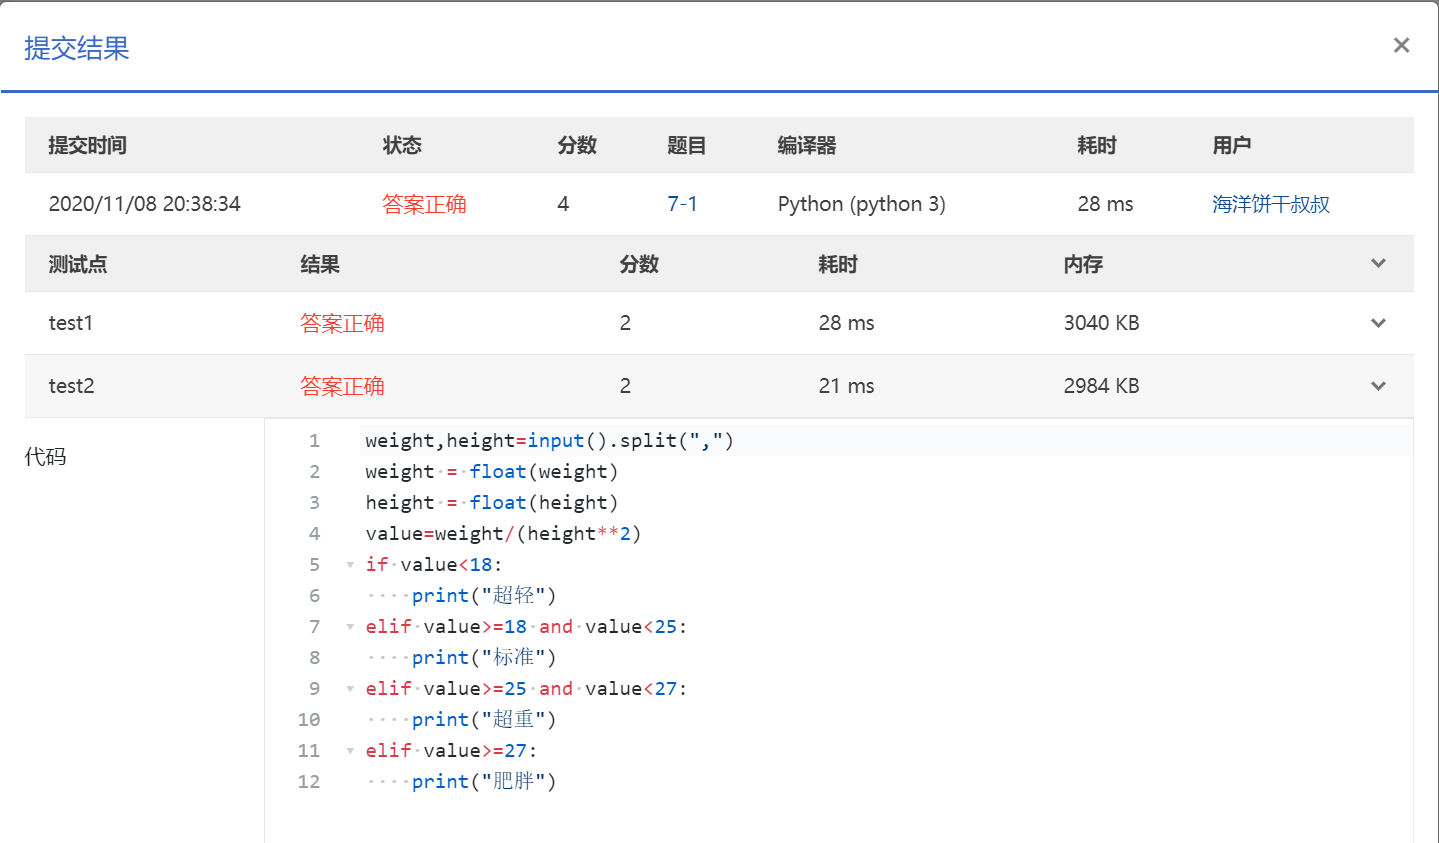 提交结果
×
提交时间 状态 分数 题目 编译器 耗时 用户
2020/11/08 20:38:34 答案正确 4 7-1 Python (python 3) 28 ms 海洋饼干叔叔
测试点 结果 分数 耗时 内存
test1 答案正确 2 28 ms 3040 KB
test2 答案正确 2 21 ms 2984 KB
代码
1 weight,height=input().split(",")
2 weight = float(weight)
3 height = float(height)
4 value=weight/(height**2)
5 if value<18:
6     print("超轻")
7 elif value>=18 and value<25:
8     print("标准")
9 elif value>=25 and value<27:
10     print("超重")
11 elif value>=27:
12     print("肥胖")